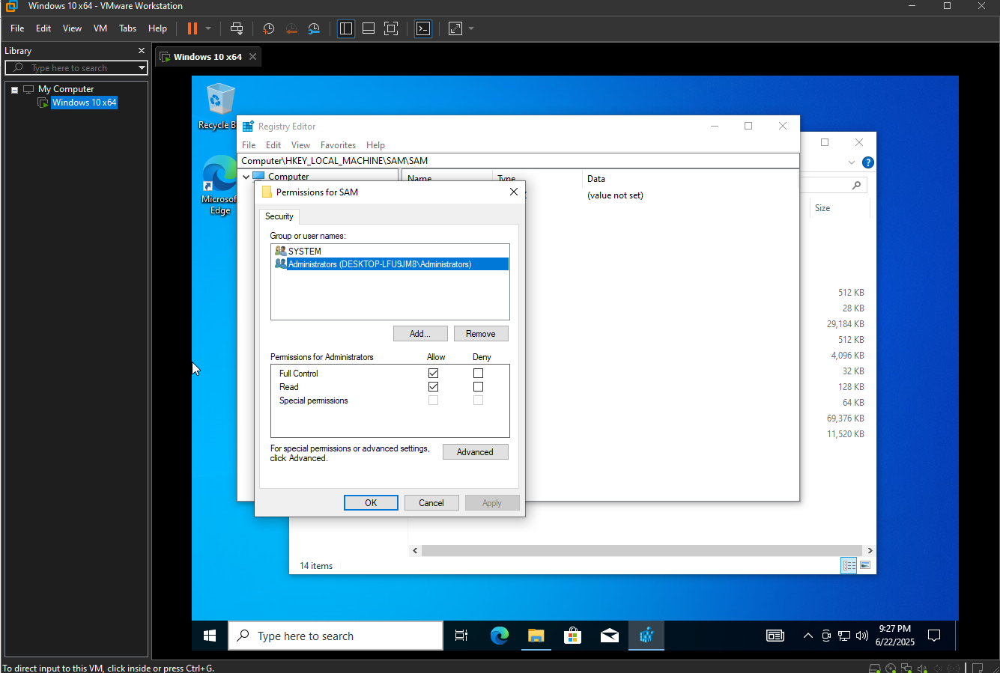 Windows 10 x64 - VMware Workstation
File Edit View VM Tabs Help
Library
Type here to search
My Computer
Windows 10 x64
Windows 10 x64
Recycle B
Microsof
Edge
Registry Editor
File Edit View Favorites Help
Computer\HKEY_LOCAL_MACHINE\SAM\SAM
Computer
Name Type Data
(value not set)
Permissions for SAM
Security
Group or user names:
SYSTEM
Administrators (DESKTOP-LFU9JM8\Administrators)
Add... Remove
Permissions for Administrators Allow Deny
Full Control
Read
Special permissions
For special permissions or advanced settings,
click Advanced.
Advanced
OK Cancel Apply
Size
512 KB
28 KB
29,184 KB
512 KB
4,096 KB
32 KB
128 KB
64 KB
69,376 KB
11,520 KB
14 items
Type here to search
9:27 PM
6/22/2025
To direct input to this VM, click inside or press Ctrl+G.